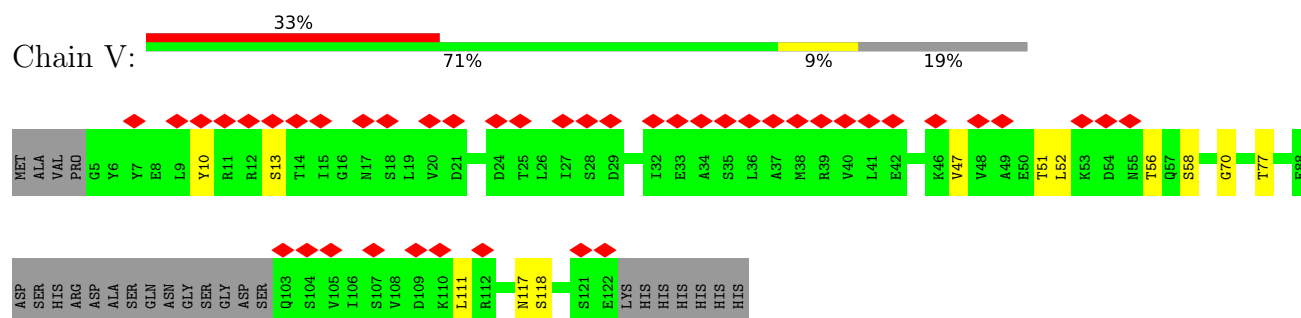 33%
Chain V:
71% 9% 19%
MET ALA VAL PRO G5 Y6 Y7 E8 L9 Y10 R11 R12 S13 T14 I15 G16 N17 S18 L19 V20 D21 D24 T25 L26 I27 S28 D29 I32 E33 A34 S35 L36 A37 M38 R39 V40 L41 E42 K46 V47 V48 A49 E50 T51 L52 K53 D54 N55 T56 Q57 S58 G70 T77 E88
ASP SER HIS ARG ASP ALA SER GLN ASN GLY SER GLY ASP SER Q103 S104 V105 I106 S107 V108 D109 K110 L111 R112 N117 S118 S121 E122 LYS HIS HIS HIS HIS HIS